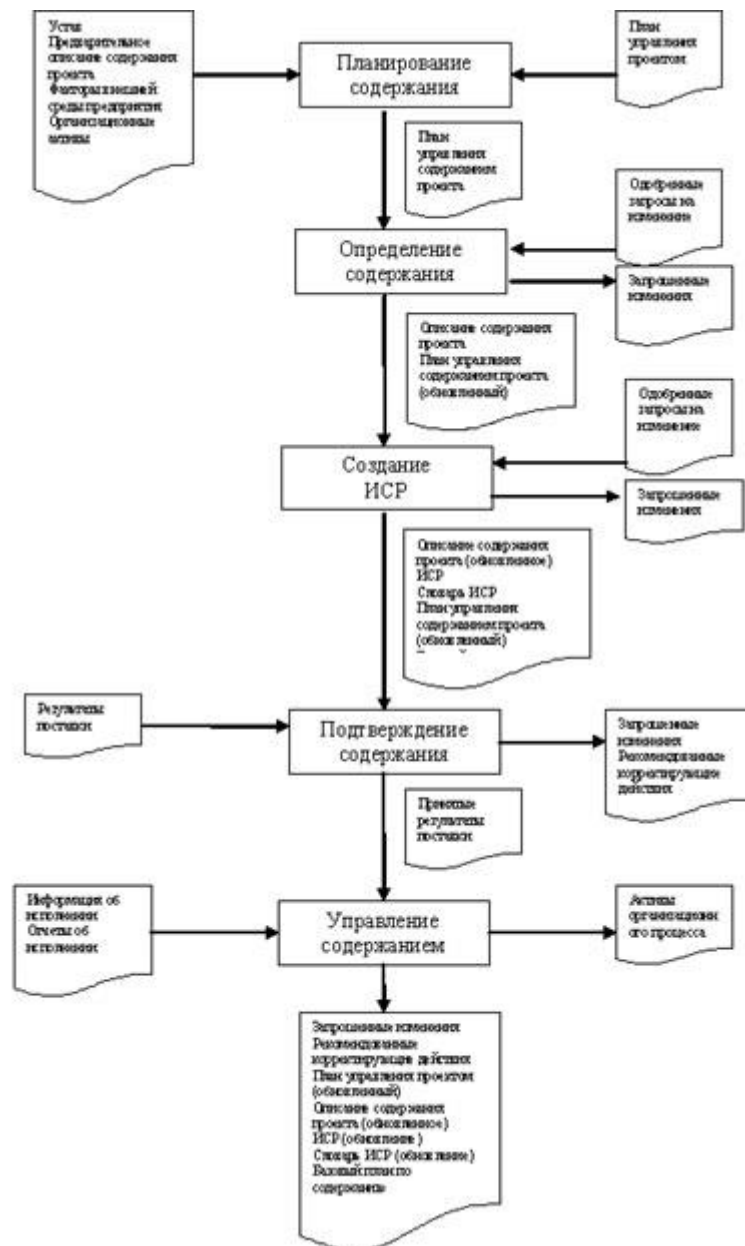 Устав
Предварительное
описание содержания
проекта
Факторы внешней
среды предприятия
Организационные
активы
Планирование
содержания
План
управления
проектом
План
управления
содержанием
проекта
Определение
содержания
Одобренные
запросы на
изменение
Запрошенные
изменения
Описание содержания
проекта
План управления
содержанием проекта
(обновленный)
Создание
ИСР
Одобренные
запросы на
изменение
Запрошенные
изменения
Описание содержания
проекта (обновленное)
ИСР
Словарь ИСР
План управления
содержанием проекта
(обновленный)
Результаты
поставки
Подтверждение
содержания
Запрошенные
изменения
Рекомендованные
корректирующие
действия
Принятые
результаты
поставки
Информация об
исполнении
Отчеты об
исполнении
Управление
содержанием
Активы
организационн
ого процесса
Запрошенные изменения
Рекомендованные
корректирующие действия
План управления проектом
(обновленный)
Описание содержания
проекта (обновленное)
ИСР (обновление)
Словарь ИСР (обновление)
Базовый план по
содержанию